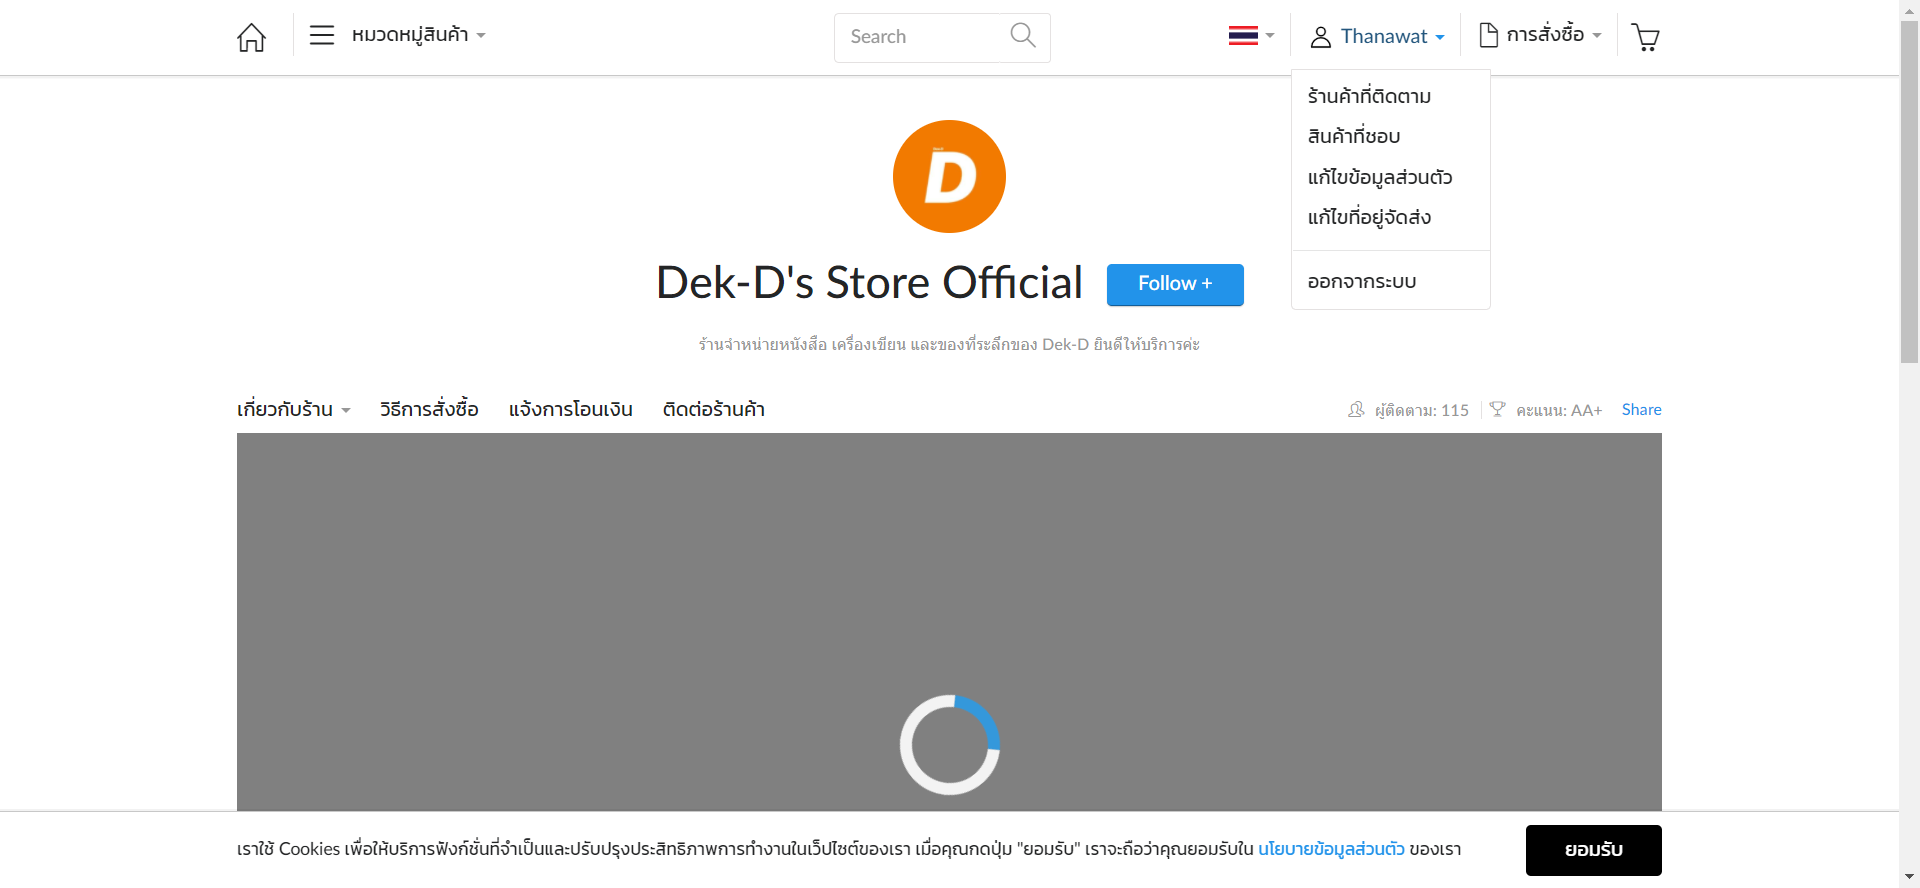 หมวดหมู่สินค้า
Search
Thanawat
การสั่งซื้อ
ร้านค้าที่ติดตาม
สินค้าที่ชอบ
แก้ไขข้อมูลส่วนตัว
แก้ไขที่อยู่จัดส่ง
ออกจากระบบ
D
Dek-D's Store Official
Follow +
ร้านจำหน่ายหนังสือ เครื่องเขียน และของที่ระลึกของ Dek-D ยินดีให้บริการค่ะ
เกี่ยวกับร้าน
วิธีการสั่งซื้อ
แจ้งการโอนเงิน
ติดต่อร้านค้า
ผู้ติดตาม: 115
คะแนน: AA+
Share
เราใช้ Cookies เพื่อให้บริการฟังก์ชั่นที่จำเป็นและปรับปรุงประสิทธิภาพการทำงานในเว็ปไซต์ของเรา เมื่อคุณกดปุ่ม "ยอมรับ" เราจะถือว่าคุณยอมรับใน นโยบายข้อมูลส่วนตัว ของเรา
ยอมรับ